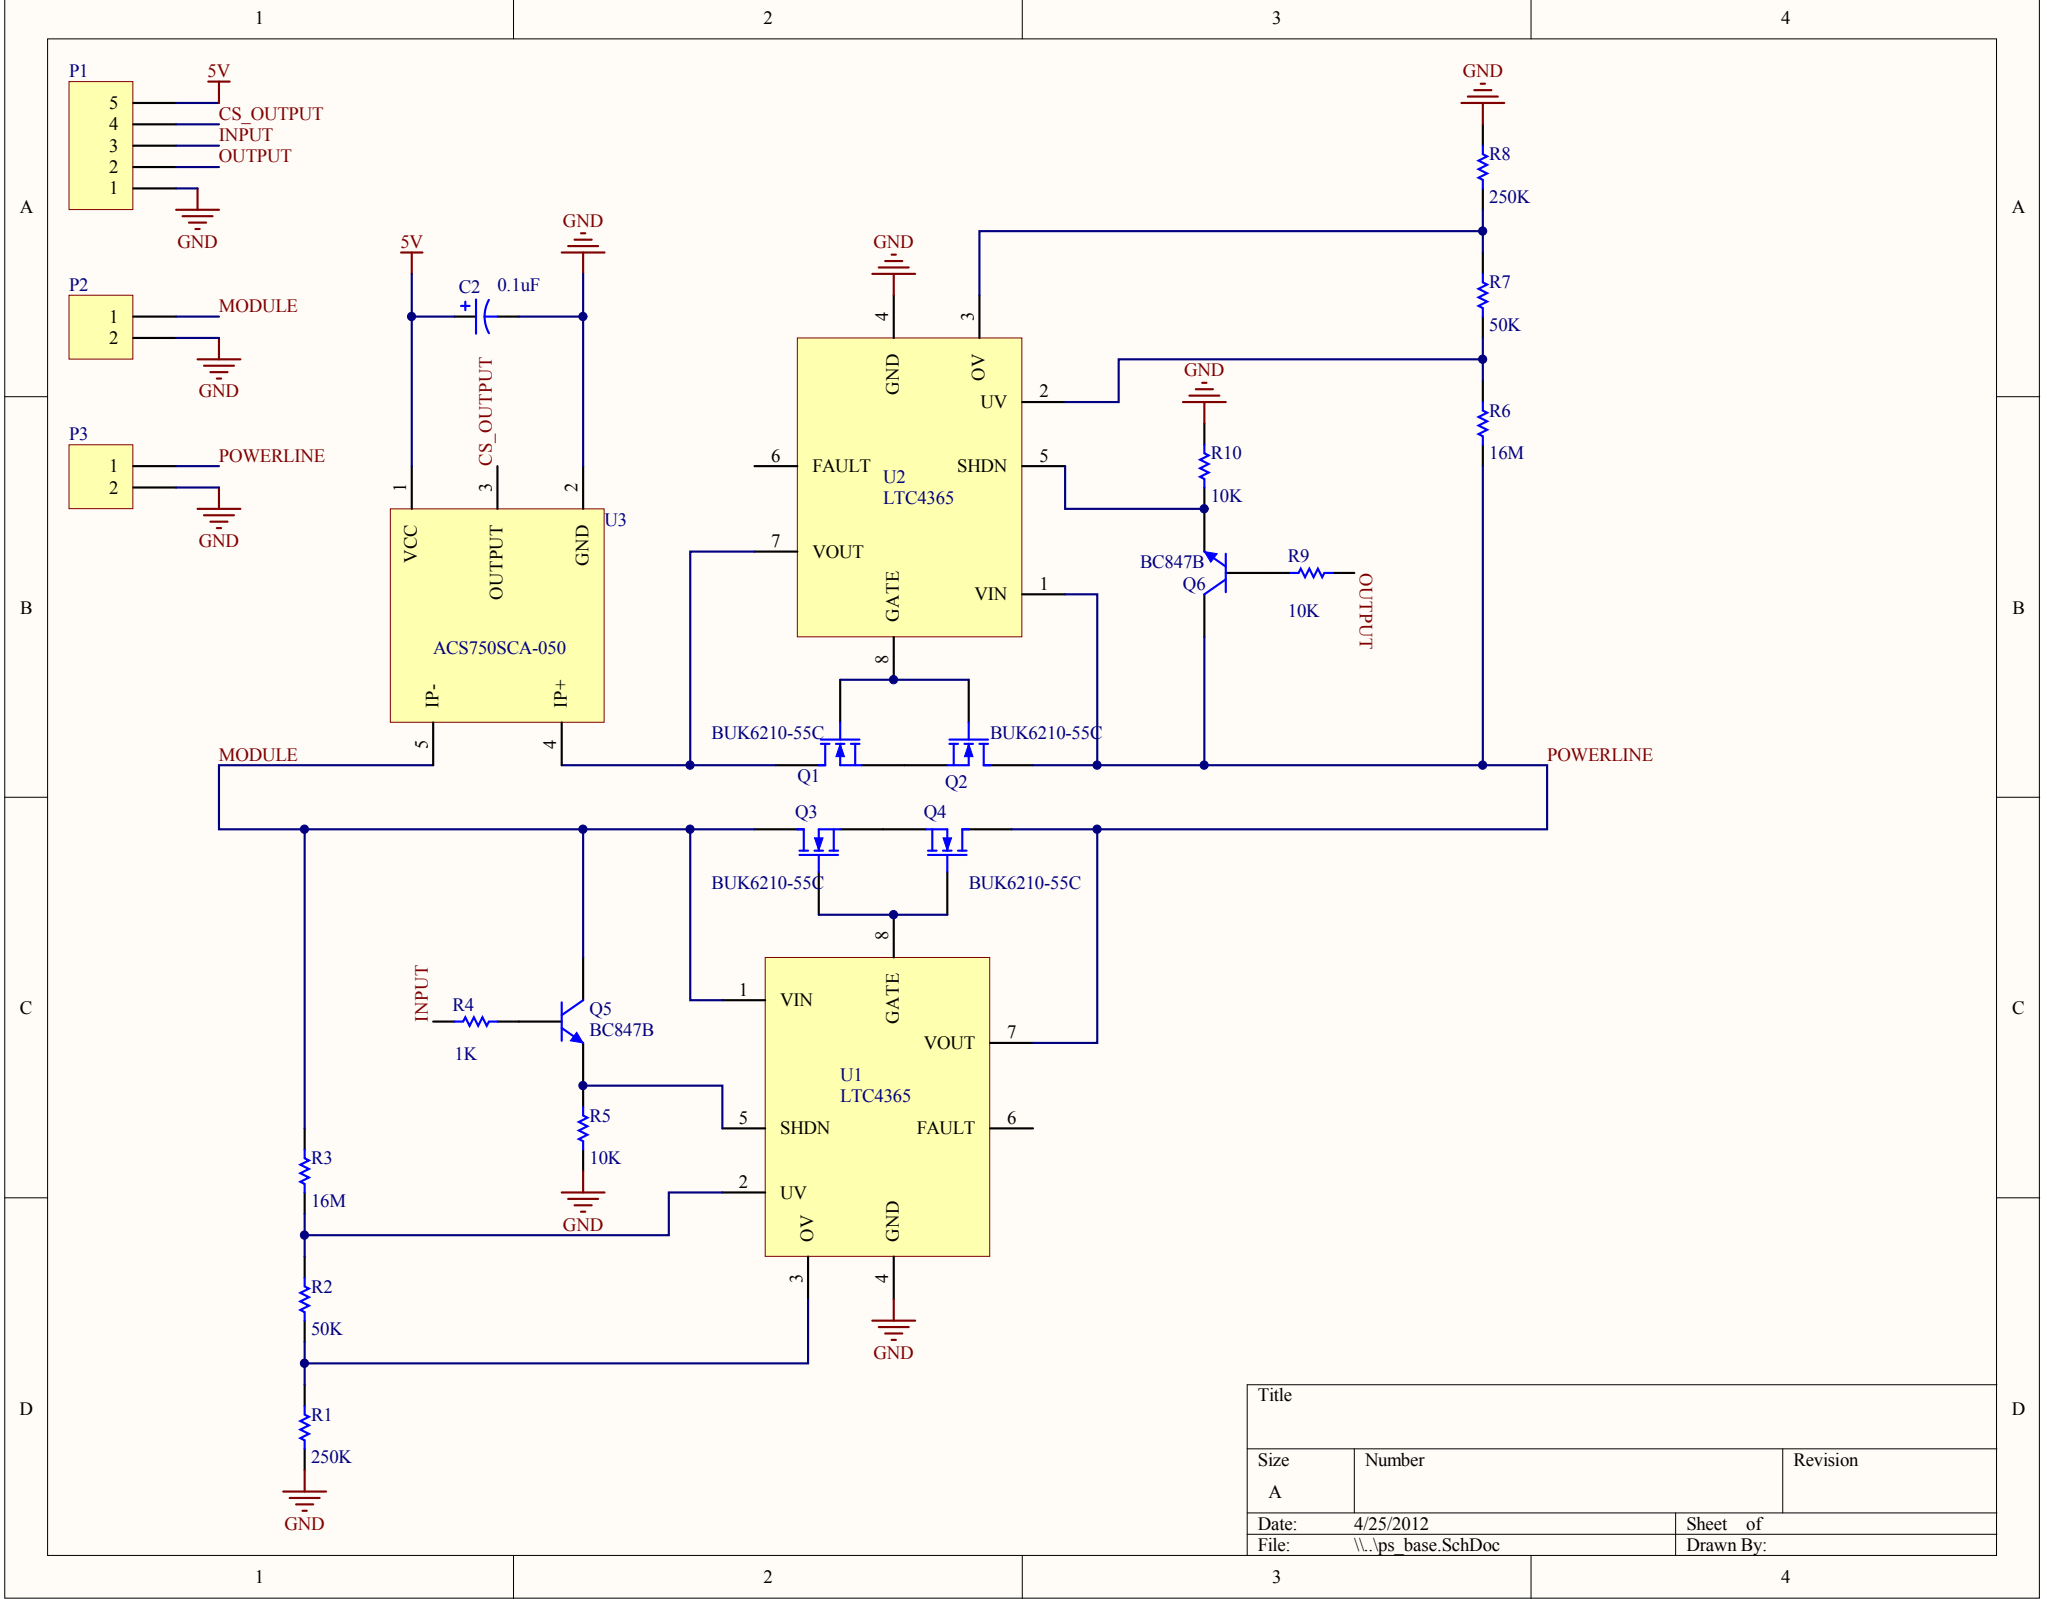 1 2 3 4
A
B
C
D
A
B
C
D
1 2 3 4
P1
5
4
3
2
1
5V
CS_OUTPUT
INPUT
OUTPUT
GND
P2
1
2
MODULE
GND
P3
1
2
POWERLINE
GND
5V
GND
C2 0.1uF
CS_OUTPUT
1
3
2
U3
VCC
OUTPUT
GND
ACS750SCA-050
IP-
IP+
5
4
MODULE
GND
4
3
GND
OV
UV 2
6 FAULT
SHDN 5
U2
LTC4365
7 VOUT
GATE
VIN 1
8
BUK6210-55C
BUK6210-55C
Q1
Q2
GND
R8
250K
R7
50K
R6
16M
GND
R10
10K
BC847B
Q6
R9
10K
OUTPUT
POWERLINE
Q3
Q4
BUK6210-55C
BUK6210-55C
8
1 VIN
GATE
VOUT 7
U1
LTC4365
5 SHDN
FAULT 6
2 UV
OV
GND
3
4
GND
INPUT
R4
1K
Q5
BC847B
R5
10K
GND
R3
16M
R2
50K
R1
250K
GND
Title
Size
A
Number
Revision
Date: 4/25/2012
Sheet of
File: \\..\ps_base.SchDoc
Drawn By: